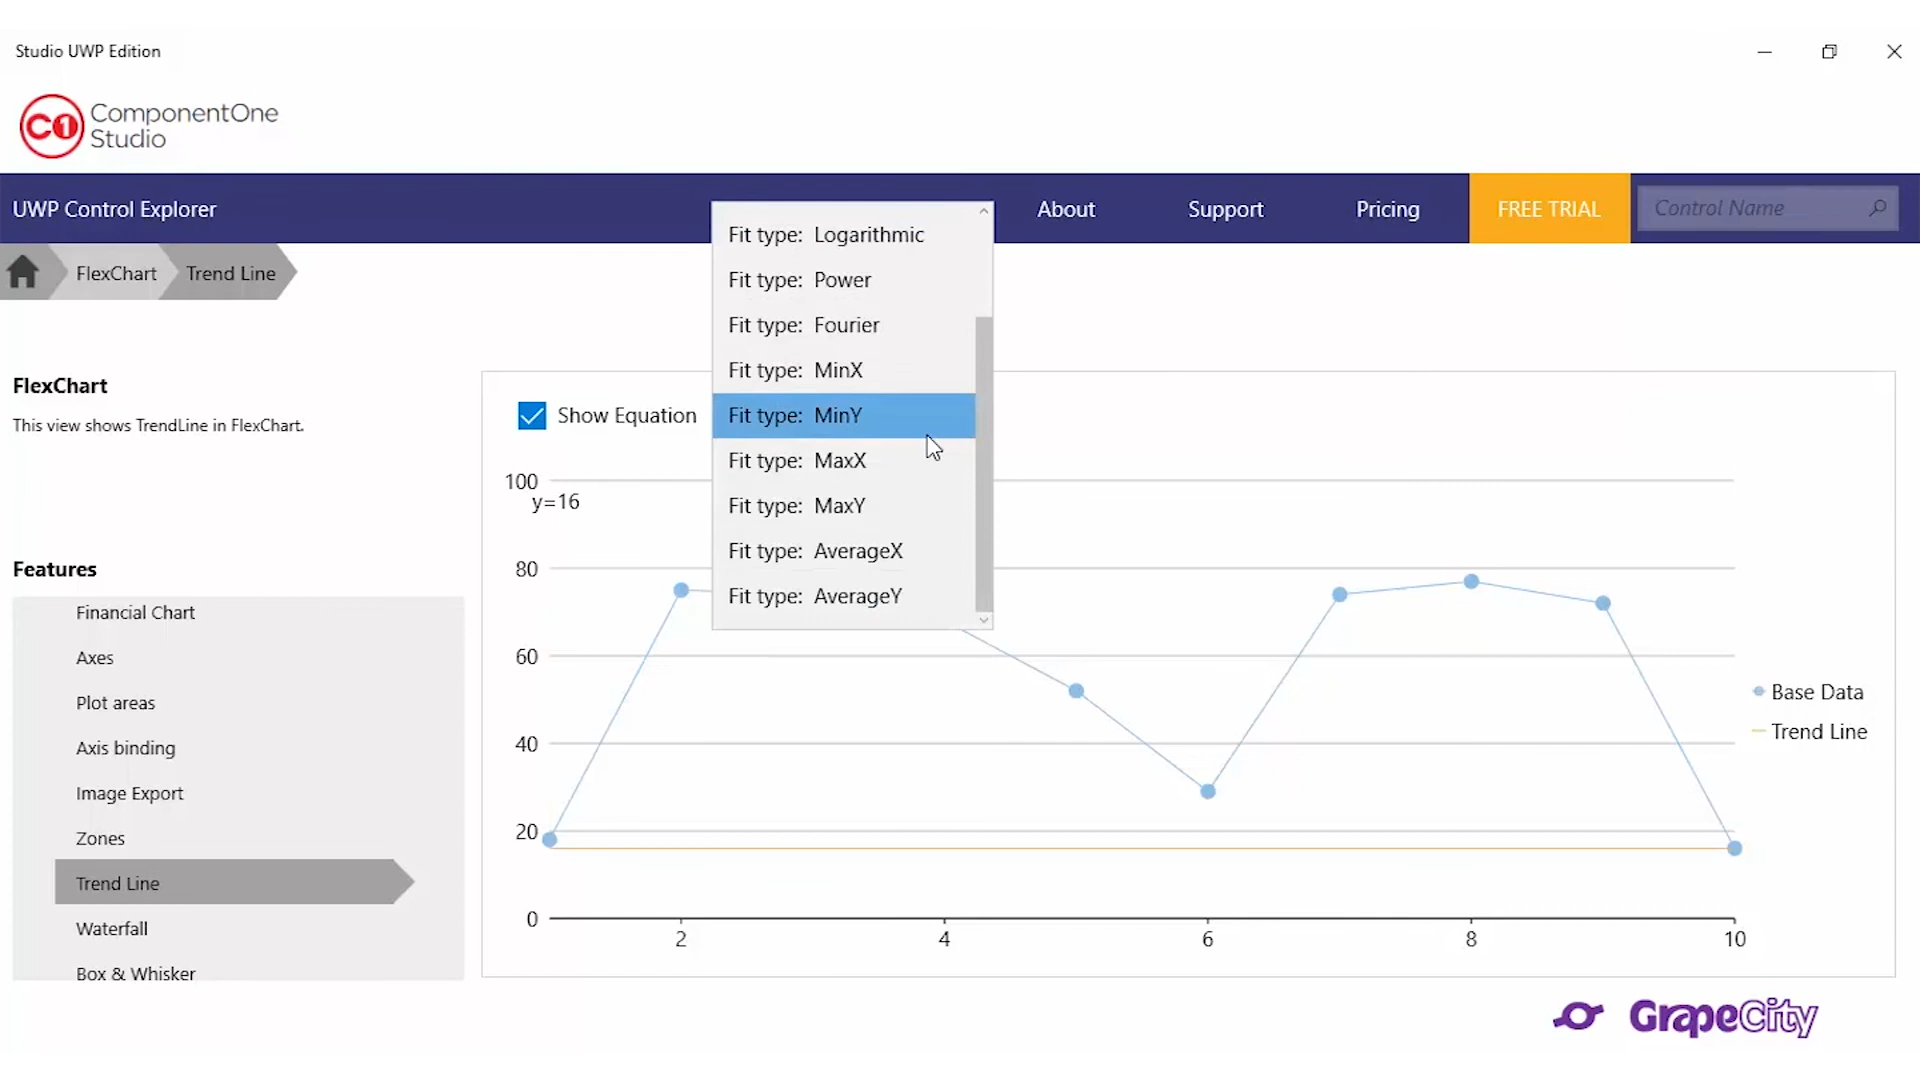 Studio UWP Edition
C1 ComponentOne
Studio
UWP Control Explorer
About
Support
Pricing
FREE TRIAL
Control Name
FlexChart
Trend Line
FlexChart
This view shows TrendLine in FlexChart.
Features
Financial Chart
Axes
Plot areas
Axis binding
Image Export
Zones
Trend Line
Waterfall
Box & Whisker
Show Equation
Fit type: Logarithmic
Fit type: Power
Fit type: Fourier
Fit type: MinX
Fit type: MinY
Fit type: MaxX
Fit type: MaxY
Fit type: AverageX
Fit type: AverageY
100
y=16
80
60
40
20
0
2
4
6
8
10
Base Data
Trend Line
GrapeCity